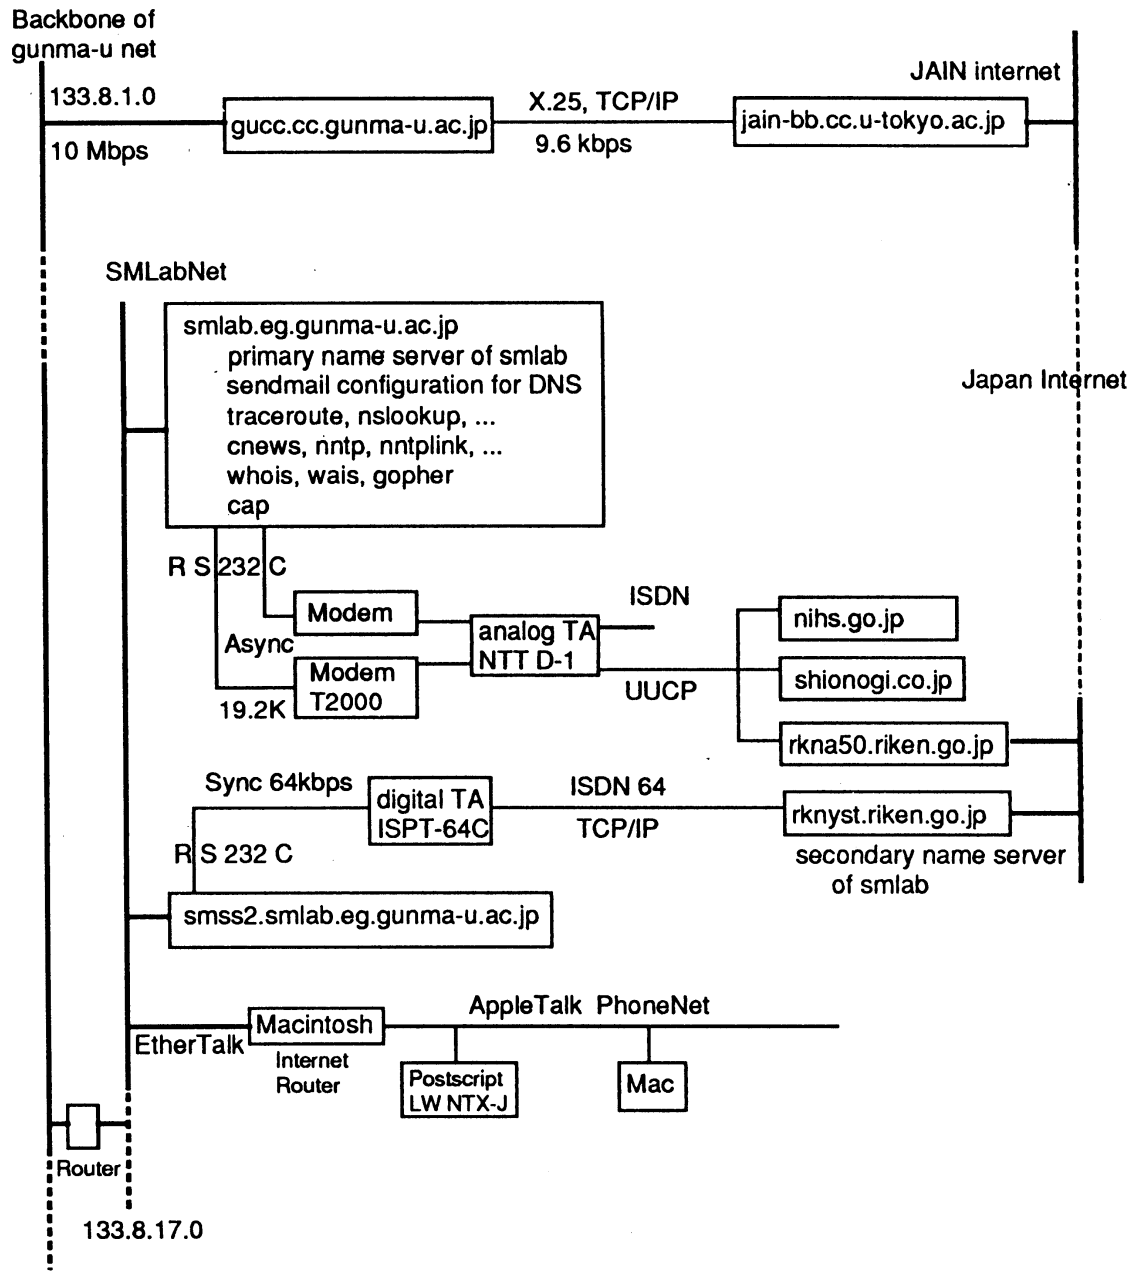 Backbone of
gunma-u net
133.8.1.0
10 Mbps
gucc.cc.gunma-u.ac.jp
X.25, TCP/IP
9.6 kbps
jain-bb.cc.u-tokyo.ac.jp
JAIN internet
SMLabNet
smlab.eg.gunma-u.ac.jp
primary name server of smlab
sendmail configuration for DNS
traceroute, nslookup, ...
cnews, nntp, nntplink, ...
whois, wais, gopher
cap
Japan Internet
R S 232 C
Modem
Async
Modem
T2000
19.2K
analog TA
NTT D-1
ISDN
UUCP
nihs.go.jp
shionogi.co.jp
rkna50.riken.go.jp
Sync 64kbps
digital TA
ISPT-64C
ISDN 64
TCP/IP
rknyst.riken.go.jp
secondary name server
of smlab
R S 232 C
smss2.smlab.eg.gunma-u.ac.jp
AppleTalk PhoneNet
Macintosh
EtherTalk
Internet
Router
Postscript
LW NTX-J
Mac
Router
133.8.17.0